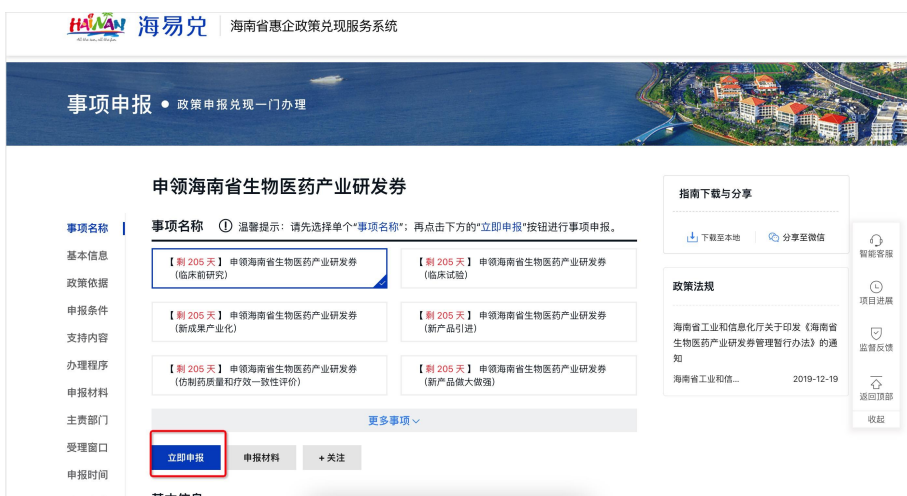 HAINAN 海易兑 海南省惠企政策兑现服务系统
事项申报 ● 政策申报兑现一门办理
申领海南省生物医药产业研发券
事项名称 温馨提示：请先选择单个“事项名称”；再点击下方的“立即申报”按钮进行事项申报。
【 剩 205 天 】 申领海南省生物医药产业研发券
（临床前研究）
【 剩 205 天 】 申领海南省生物医药产业研发券
（临床试验）
【 剩 205 天 】 申领海南省生物医药产业研发券
（新成果产业化）
【 剩 205 天 】 申领海南省生物医药产业研发券
（新产品引进）
【 剩 205 天 】 申领海南省生物医药产业研发券
（仿制药质量和疗效一致性评价）
【 剩 205 天 】 申领海南省生物医药产业研发券
（新产品做大做强）
更多事项
立即申报 申报材料 + 关注
事项名称
基本信息
政策依据
申报条件
支持内容
办理程序
申报材料
主责部门
受理窗口
申报时间
指南下载与分享
下载至本地 分享至微信
政策法规
海南省工业和信息化厅关于印发《海南省
生物医药产业研发券管理暂行办法》的通
知
海南省工业和信... 2019-12-19
智能客服
项目进展
监督反馈
返回顶部
收起